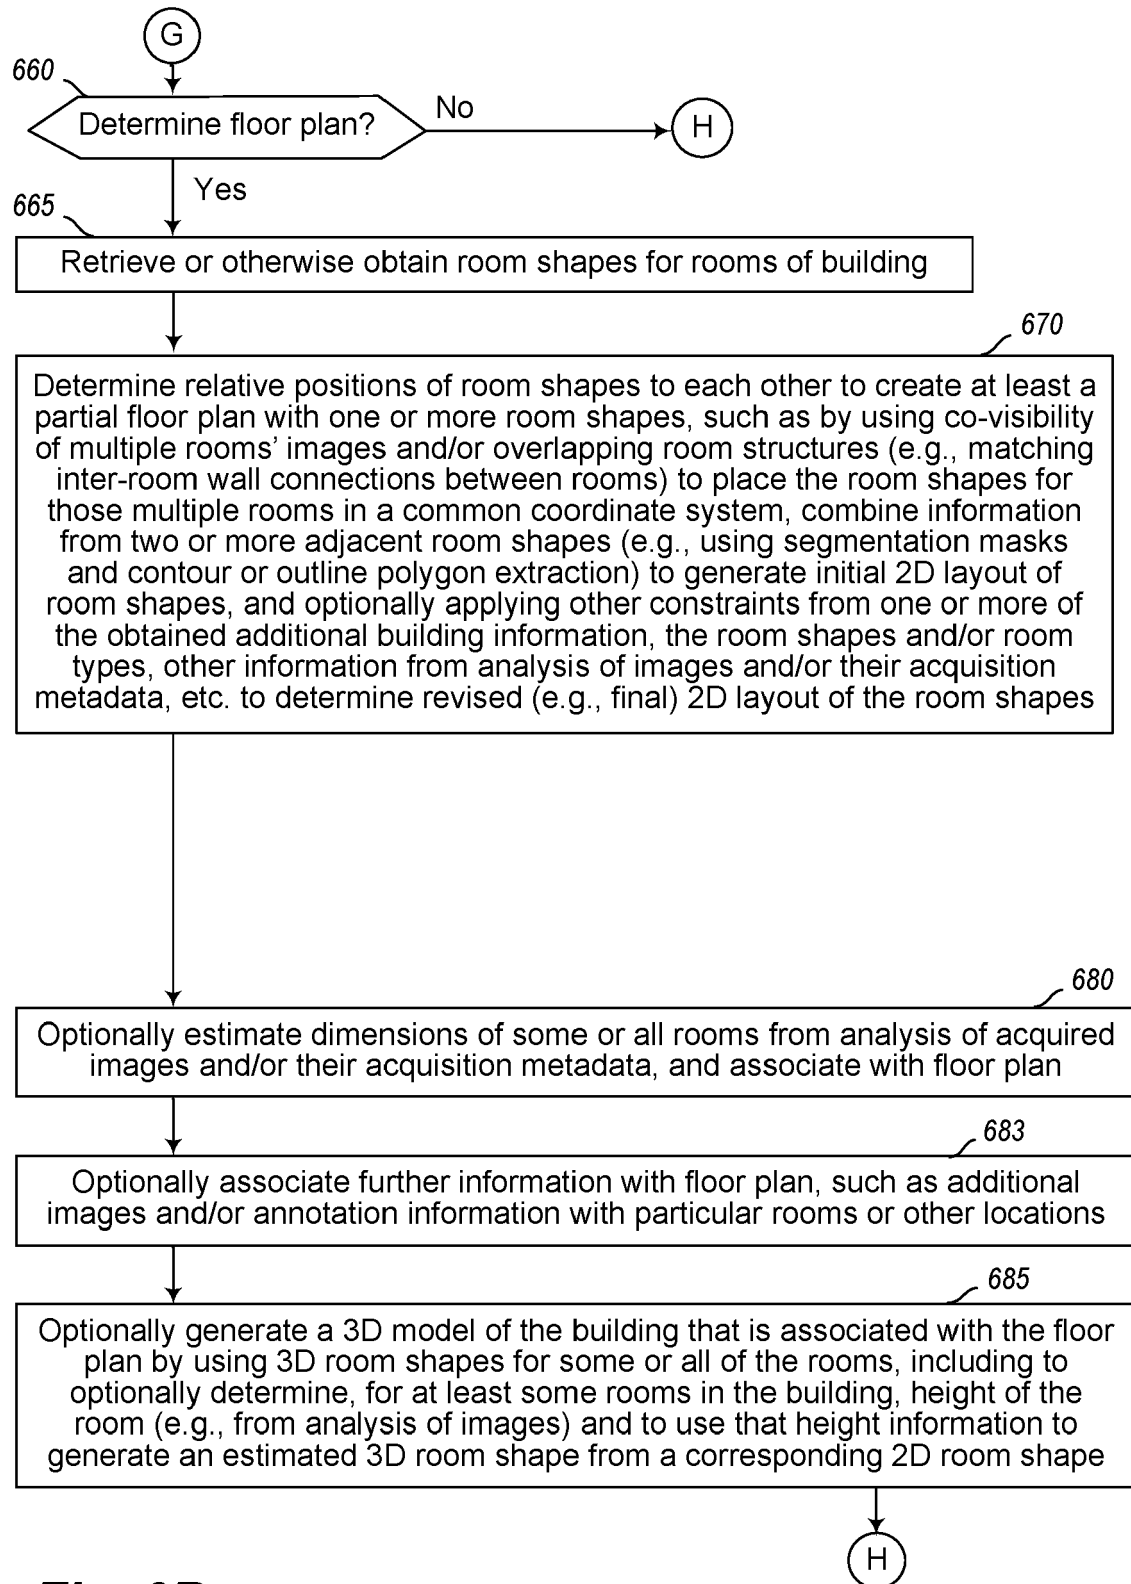 G
660
Determine floor plan?
No
H
Yes
665
Retrieve or otherwise obtain room shapes for rooms of building
670
Determine relative positions of room shapes to each other to create at least a
partial floor plan with one or more room shapes, such as by using co-visibility
of multiple rooms' images and/or overlapping room structures (e.g., matching
inter-room wall connections between rooms) to place the room shapes for
those multiple rooms in a common coordinate system, combine information
from two or more adjacent room shapes (e.g., using segmentation masks
and contour or outline polygon extraction) to generate initial 2D layout of
room shapes, and optionally applying other constraints from one or more of
the obtained additional building information, the room shapes and/or room
types, other information from analysis of images and/or their acquisition
metadata, etc. to determine revised (e.g., final) 2D layout of the room shapes
680
Optionally estimate dimensions of some or all rooms from analysis of acquired
images and/or their acquisition metadata, and associate with floor plan
683
Optionally associate further information with floor plan, such as additional
images and/or annotation information with particular rooms or other locations
685
Optionally generate a 3D model of the building that is associated with the floor
plan by using 3D room shapes for some or all of the rooms, including to
optionally determine, for at least some rooms in the building, height of the
room (e.g., from analysis of images) and to use that height information to
generate an estimated 3D room shape from a corresponding 2D room shape
H